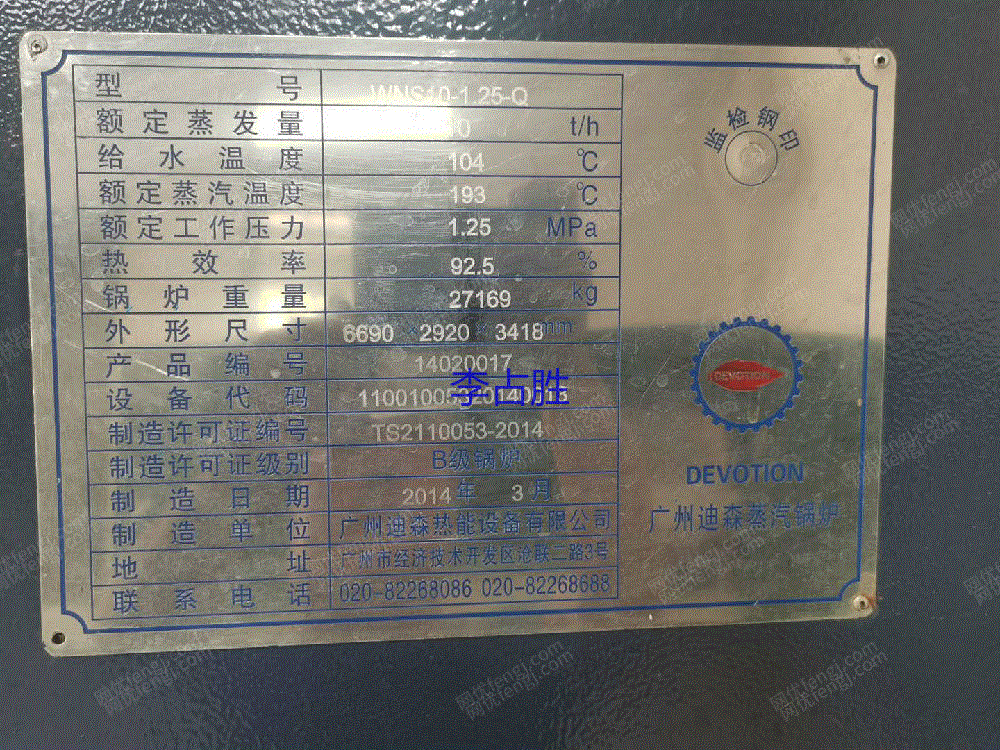 型号 WNS10-1.25-Q
额定蒸发量 10 t/h
给水温度 104 ℃
额定蒸汽温度 193 ℃
额定工作压力 1.25 MPa
热效率 92.5 %
锅炉重量 27169 kg
外形尺寸 6690 × 2920 × 3418 mm
产品编号 14020017
设备代码
制造许可证编号 TS2110053-2014
制造许可证级别 B级锅炉
制造日期 2014年 3月
制造单位 广州迪森热能设备有限公司
地址 广州市经济技术开发区沧联二路3号
联系电话 020-82268086 020-82268688
李占胜
监检钢印
DEVOTION
DEVOTION
广州迪森蒸汽锅炉